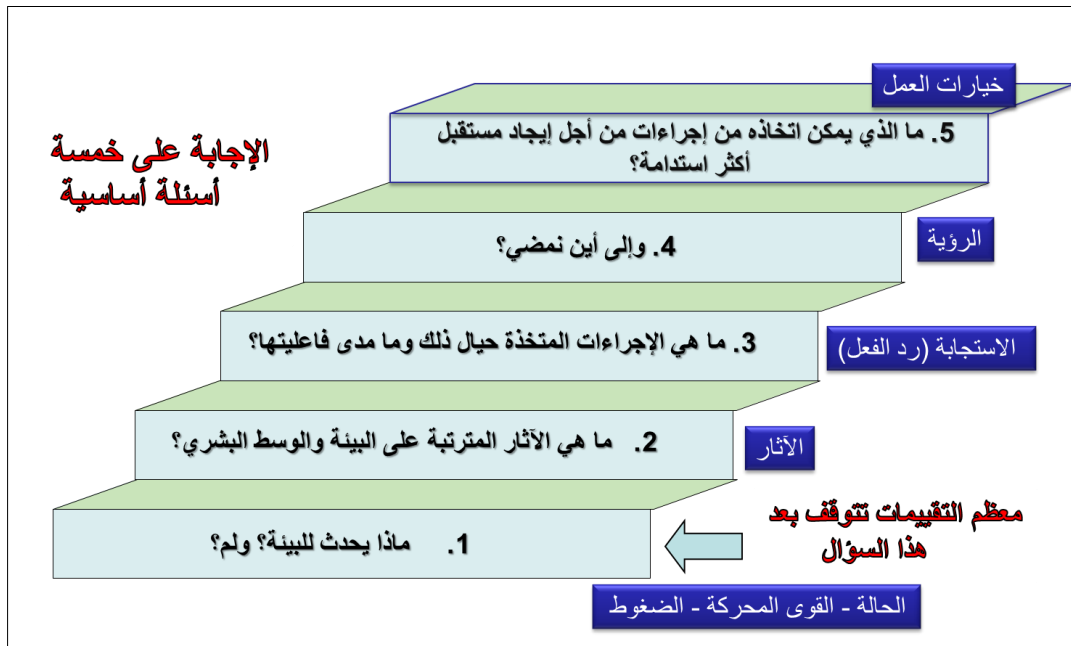 خيارات العمل
5. ما الذي يمكن اتخاذه من إجراءات من أجل إيجاد مستقبل
أكثر استدامة؟
الإجابة على خمسة
أسئلة أساسية
الرؤية
4. وإلى أين نمضي؟
الاستجابة (رد الفعل)
3. ما هي الإجراءات المتخذة حيال ذلك وما مدى فاعليتها؟
الآثار
2. ما هي الآثار المترتبة على البيئة والوسط البشري؟
معظم التقييمات تتوقف بعد
هذا السؤال
1. ماذا يحدث للبيئة؟ ولم؟
الحالة - القوى المحركة - الضغوط